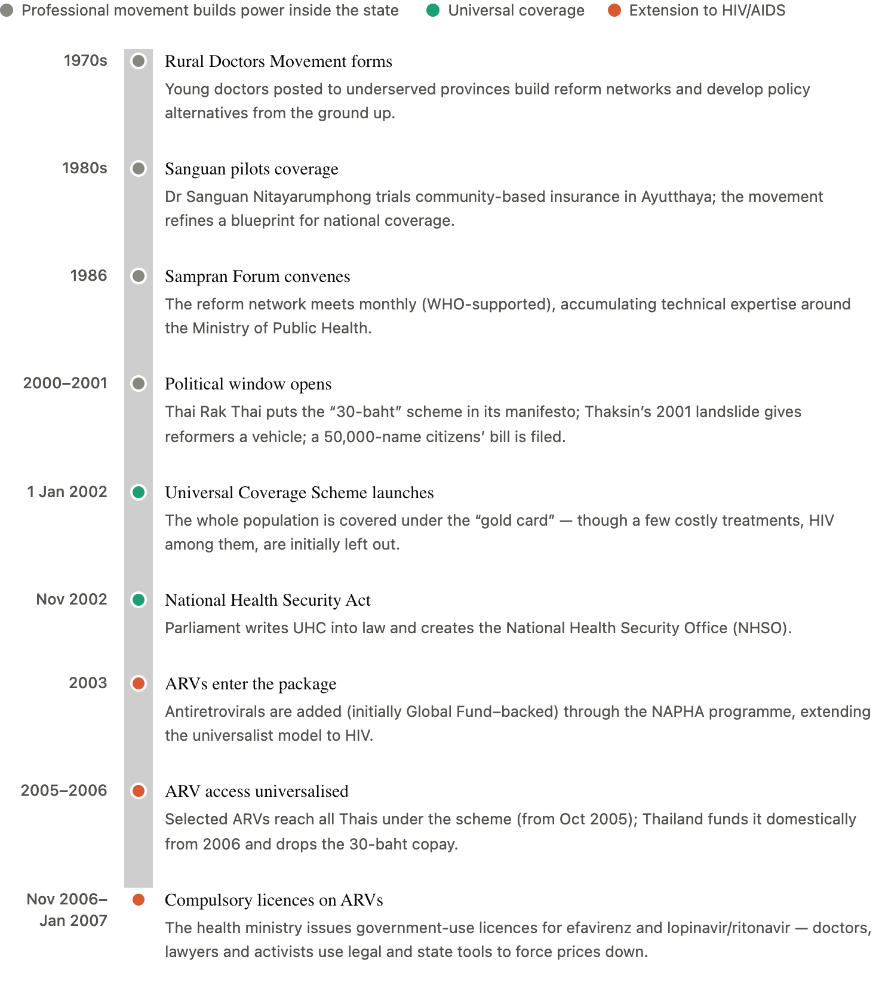 Professional movement builds power inside the state
Universal coverage
Extension to HIV/AIDS
1970s
Rural Doctors Movement forms
Young doctors posted to underserved provinces build reform networks and develop policy
alternatives from the ground up.
1980s
Sanguan pilots coverage
Dr Sanguan Nitayarumphong trials community-based insurance in Ayutthaya; the movement
refines a blueprint for national coverage.
1986
Sampran Forum convenes
The reform network meets monthly (WHO-supported), accumulating technical expertise around
the Ministry of Public Health.
2000–2001
Political window opens
Thai Rak Thai puts the “30-baht” scheme in its manifesto; Thaksin’s 2001 landslide gives
reformers a vehicle; a 50,000-name citizens’ bill is filed.
1 Jan 2002
Universal Coverage Scheme launches
The whole population is covered under the “gold card” — though a few costly treatments, HIV
among them, are initially left out.
Nov 2002
National Health Security Act
Parliament writes UHC into law and creates the National Health Security Office (NHSO).
2003
ARVs enter the package
Antiretrovirals are added (initially Global Fund–backed) through the NAPHA programme, extending
the universalist model to HIV.
2005–2006
ARV access universalised
Selected ARVs reach all Thais under the scheme (from Oct 2005); Thailand funds it domestically
from 2006 and drops the 30-baht copay.
Nov 2006–
Jan 2007
Compulsory licences on ARVs
The health ministry issues government-use licences for efavirenz and lopinavir/ritonavir — doctors,
lawyers and activists use legal and state tools to force prices down.